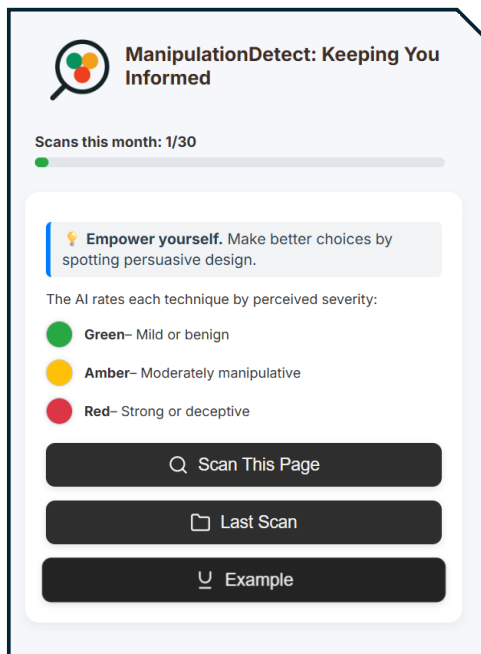 ManipulationDetect: Keeping You
Informed
Scans this month: 1/30
💡 Empower yourself. Make better choices by
spotting persuasive design.
The AI rates each technique by perceived severity:
Green– Mild or benign
Amber– Moderately manipulative
Red– Strong or deceptive
Scan This Page
Last Scan
Example